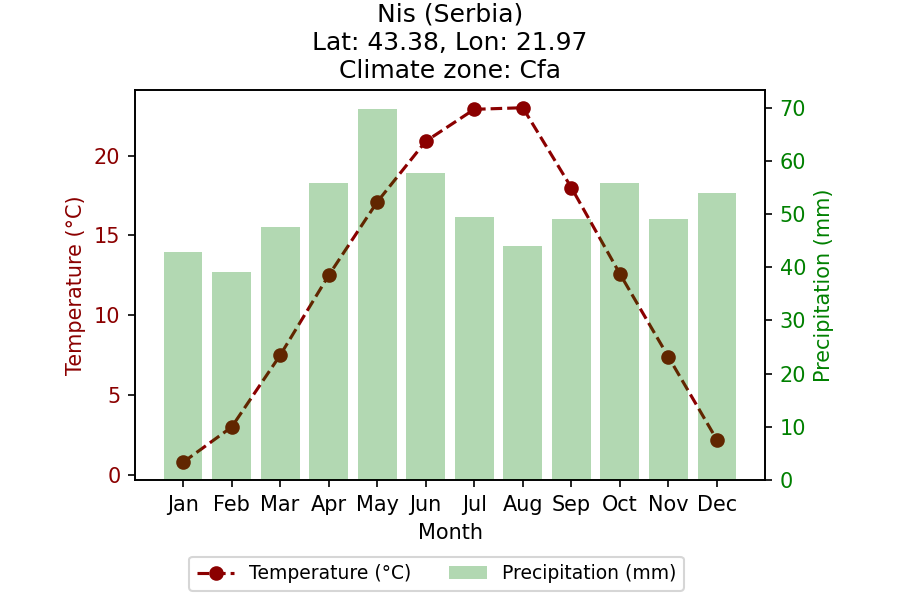 Nis (Serbia)
Lat: 43.38, Lon: 21.97
Climate zone: Cfa
Temperature (°C)
20
15
10
5
0
70
60
50
40
30
20
10
0
Precipitation (mm)
Jan Feb Mar Apr May Jun Jul Aug Sep Oct Nov Dec
Month
Temperature (°C) Precipitation (mm)